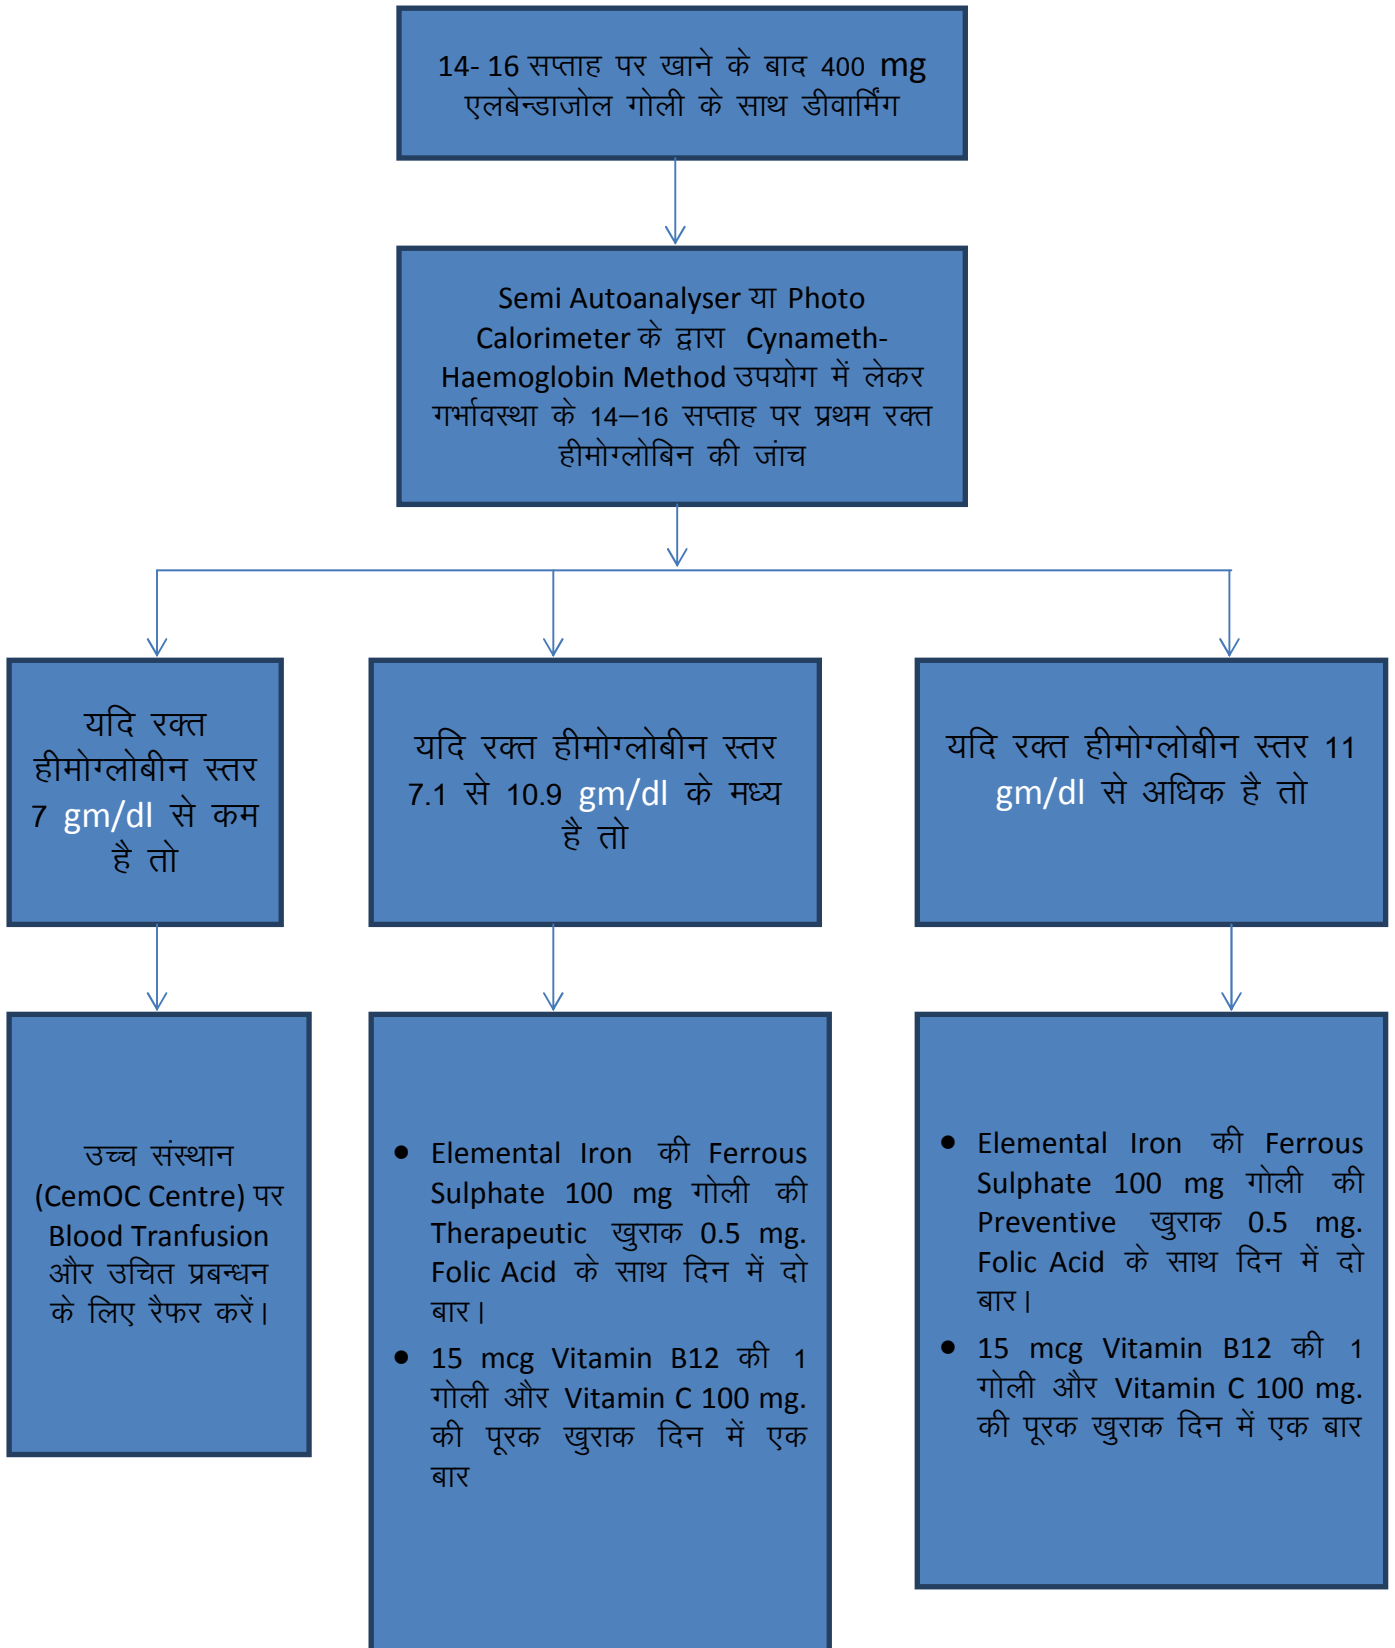 14- 16 सप्ताह पर खाने के बाद 400 mg
एलबेन्डाजोल गोली के साथ डीवार्मिंग
Semi Autoanalyser या Photo
Calorimeter के द्वारा Cynameth-
Haemoglobin Method उपयोग में लेकर
गर्भावस्था के 14–16 सप्ताह पर प्रथम रक्त
हीमोग्लोबिन की जांच
यदि रक्त
हीमोग्लोबीन स्तर
7 gm/dl से कम
है तो
यदि रक्त हीमोग्लोबीन स्तर
7.1 से 10.9 gm/dl के मध्य
है तो
यदि रक्त हीमोग्लोबीन स्तर 11
gm/dl से अधिक है तो
उच्च संस्थान
(CemOC Centre) पर
Blood Tranfusion
और उचित प्रबन्धन
के लिए रैफर करें।
• Elemental Iron की Ferrous
Sulphate 100 mg गोली की
Therapeutic खुराक 0.5 mg.
Folic Acid के साथ दिन में दो
बार।
• 15 mcg Vitamin B12 की 1
गोली और Vitamin C 100 mg.
की पूरक खुराक दिन में एक
बार
• Elemental Iron की Ferrous
Sulphate 100 mg गोली की
Preventive खुराक 0.5 mg.
Folic Acid के साथ दिन में दो
बार।
• 15 mcg Vitamin B12 की 1
गोली और Vitamin C 100 mg.
की पूरक खुराक दिन में एक बार